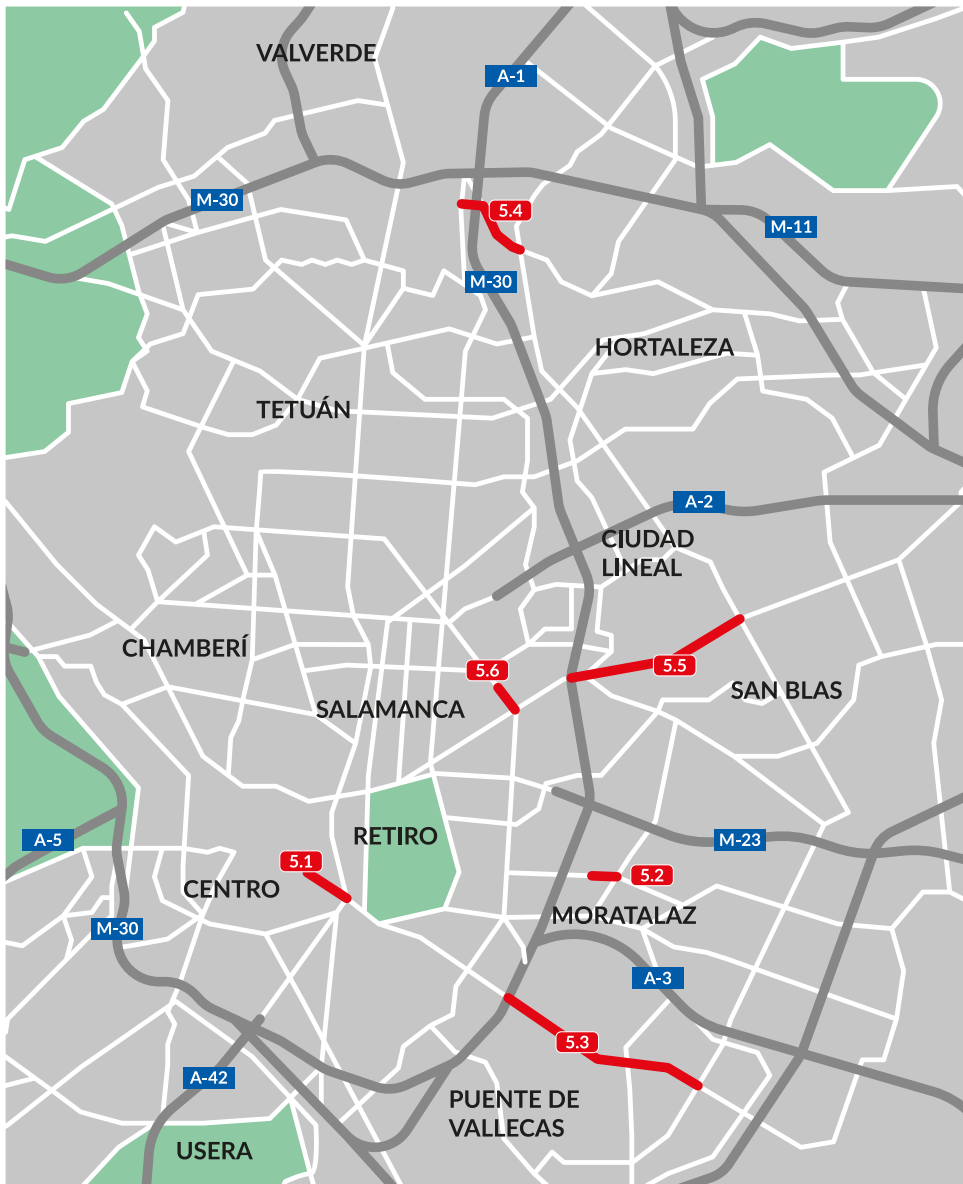 VALVERDE
A-1
M-30
5.4
M-11
M-30
HORTALEZA
TETUÁN
A-2
CIUDAD
LINEAL
CHAMBERÍ
5.6
5.5
SAN BLAS
SALAMANCA
RETIRO
A-5
M-23
5.1
CENTRO
5.2
MORATALAZ
M-30
A-3
5.3
A-42
PUENTE DE
VALLECAS
USERA